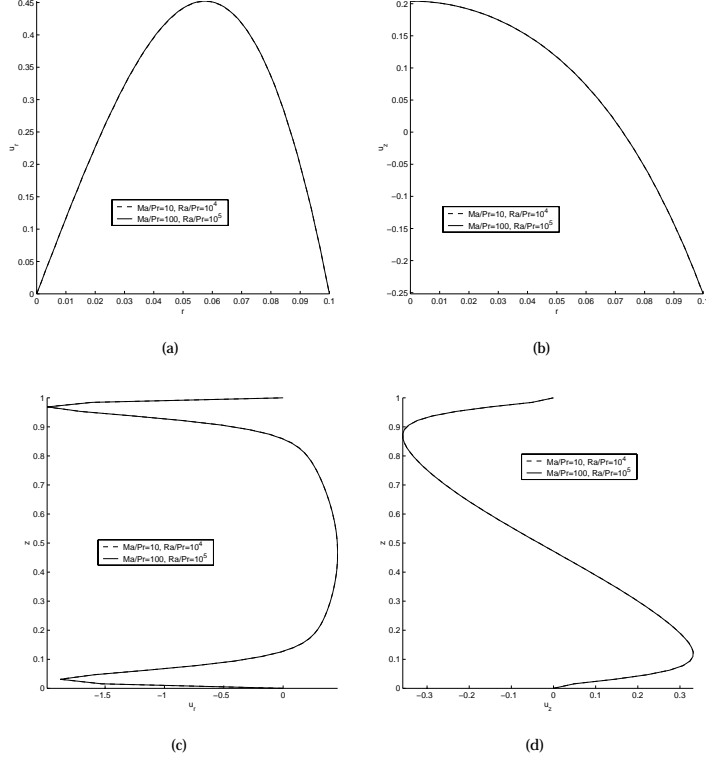 0.45
0.4
0.35
0.3
0.25
0.2
0.15
0.1
0.05
0
u_r
0 0.01 0.02 0.03 0.04 0.05 0.06 0.07 0.08 0.09 0.1
r
Ma/Pr=10, Ra/Pr=10^4
Ma/Pr=100, Ra/Pr=10^5
(a)
0.2
0.15
0.1
0.05
0
−0.05
−0.1
−0.15
−0.2
−0.25
u_z
0 0.01 0.02 0.03 0.04 0.05 0.06 0.07 0.08 0.09 0.1
r
Ma/Pr=10, Ra/Pr=10^4
Ma/Pr=100, Ra/Pr=10^5
(b)
1
0.9
0.8
0.7
0.6
0.5
0.4
0.3
0.2
0.1
0
z
−1.5 −1 −0.5 0
u_r
Ma/Pr=10, Ra/Pr=10^4
Ma/Pr=100, Ra/Pr=10^5
(c)
1
0.9
0.8
0.7
0.6
0.5
0.4
0.3
0.2
0.1
0
z
−0.3 −0.2 −0.1 0 0.1 0.2 0.3
u_z
Ma/Pr=10, Ra/Pr=10^4
Ma/Pr=100, Ra/Pr=10^5
(d)